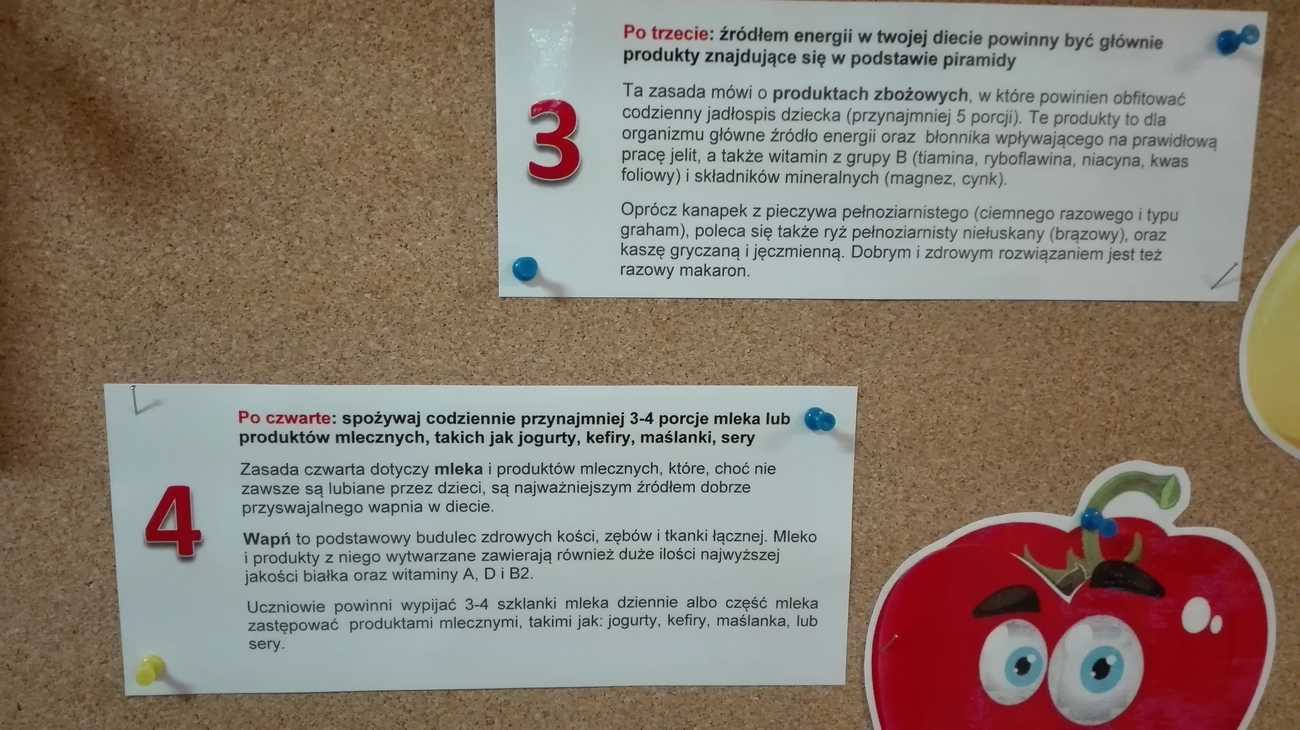 3
Po trzecie: źródłem energii w twojej diecie powinny być głównie
produkty znajdujące się w podstawie piramidy
Ta zasada mówi o produktach zbożowych, w które powinien obfitować
codzienny jadłospis dziecka (przynajmniej 5 porcji). Te produkty to dla
organizmu główne źródło energii oraz błonnika wpływającego na prawidłową
pracę jelit, a także witamin z grupy B (tiamina, ryboflawina, niacyna, kwas
foliowy) i składników mineralnych (magnez, cynk).
Oprócz kanapek z pieczywa pełnoziarnistego (ciemnego razowego i typu
graham), poleca się także ryż pełnoziarnisty niełuskany (brązowy), oraz
kaszę gryczaną i jęczmienną. Dobrym i zdrowym rozwiązaniem jest też
razowy makaron.
4
Po czwarte: spożywaj codziennie przynajmniej 3-4 porcje mleka lub
produktów mlecznych, takich jak jogurty, kefiry, maślanki, sery
Zasada czwarta dotyczy mleka i produktów mlecznych, które, choć nie
zawsze są lubiane przez dzieci, są najważniejszym źródłem dobrze
przyswajalnego wapnia w diecie.
Wapń to podstawowy budulec zdrowych kości, zębów i tkanki łącznej. Mleko
i produkty z niego wytwarzane zawierają również duże ilości najwyższej
jakości białka oraz witaminy A, D i B2.
Uczniowie powinni wypijać 3-4 szklanki mleka dziennie albo część mleka
zastępować produktami mlecznymi, takimi jak: jogurty, kefiry, maślanka, lub
sery.